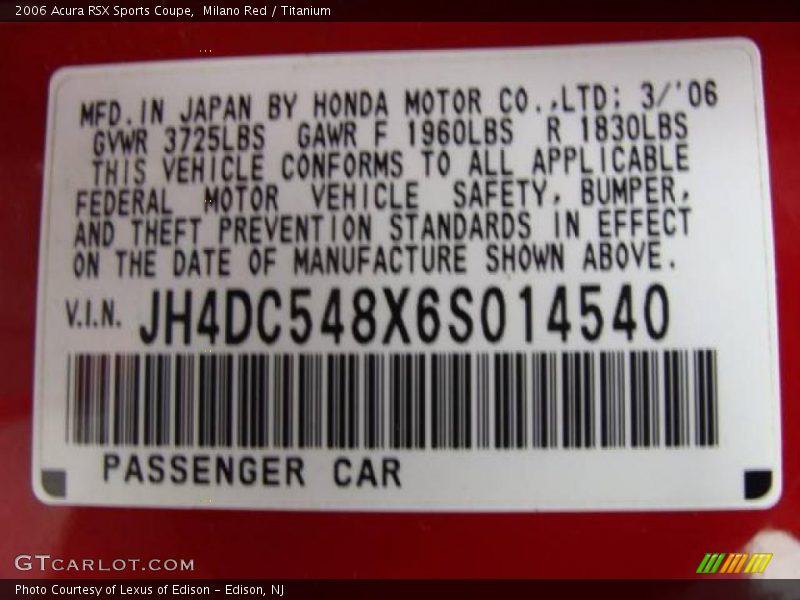 2006 Acura RSX Sports Coupe,  Milano Red / Titanium
MFD. IN JAPAN BY HONDA MOTOR CO.,LTD: 3/'06
GVWR 3725LBS GAWR F 1960LBS R 1830LBS
THIS VEHICLE CONFORMS TO ALL APPLICABLE
FEDERAL MOTOR VEHICLE SAFETY, BUMPER,
AND THEFT PREVENTION STANDARDS IN EFFECT
ON THE DATE OF MANUFACTURE SHOWN ABOVE.
V.I.N. JH4DC548X6S014540
PASSENGER CAR
GTCARLOT.COM
Photo Courtesy of Lexus of Edison - Edison, NJ